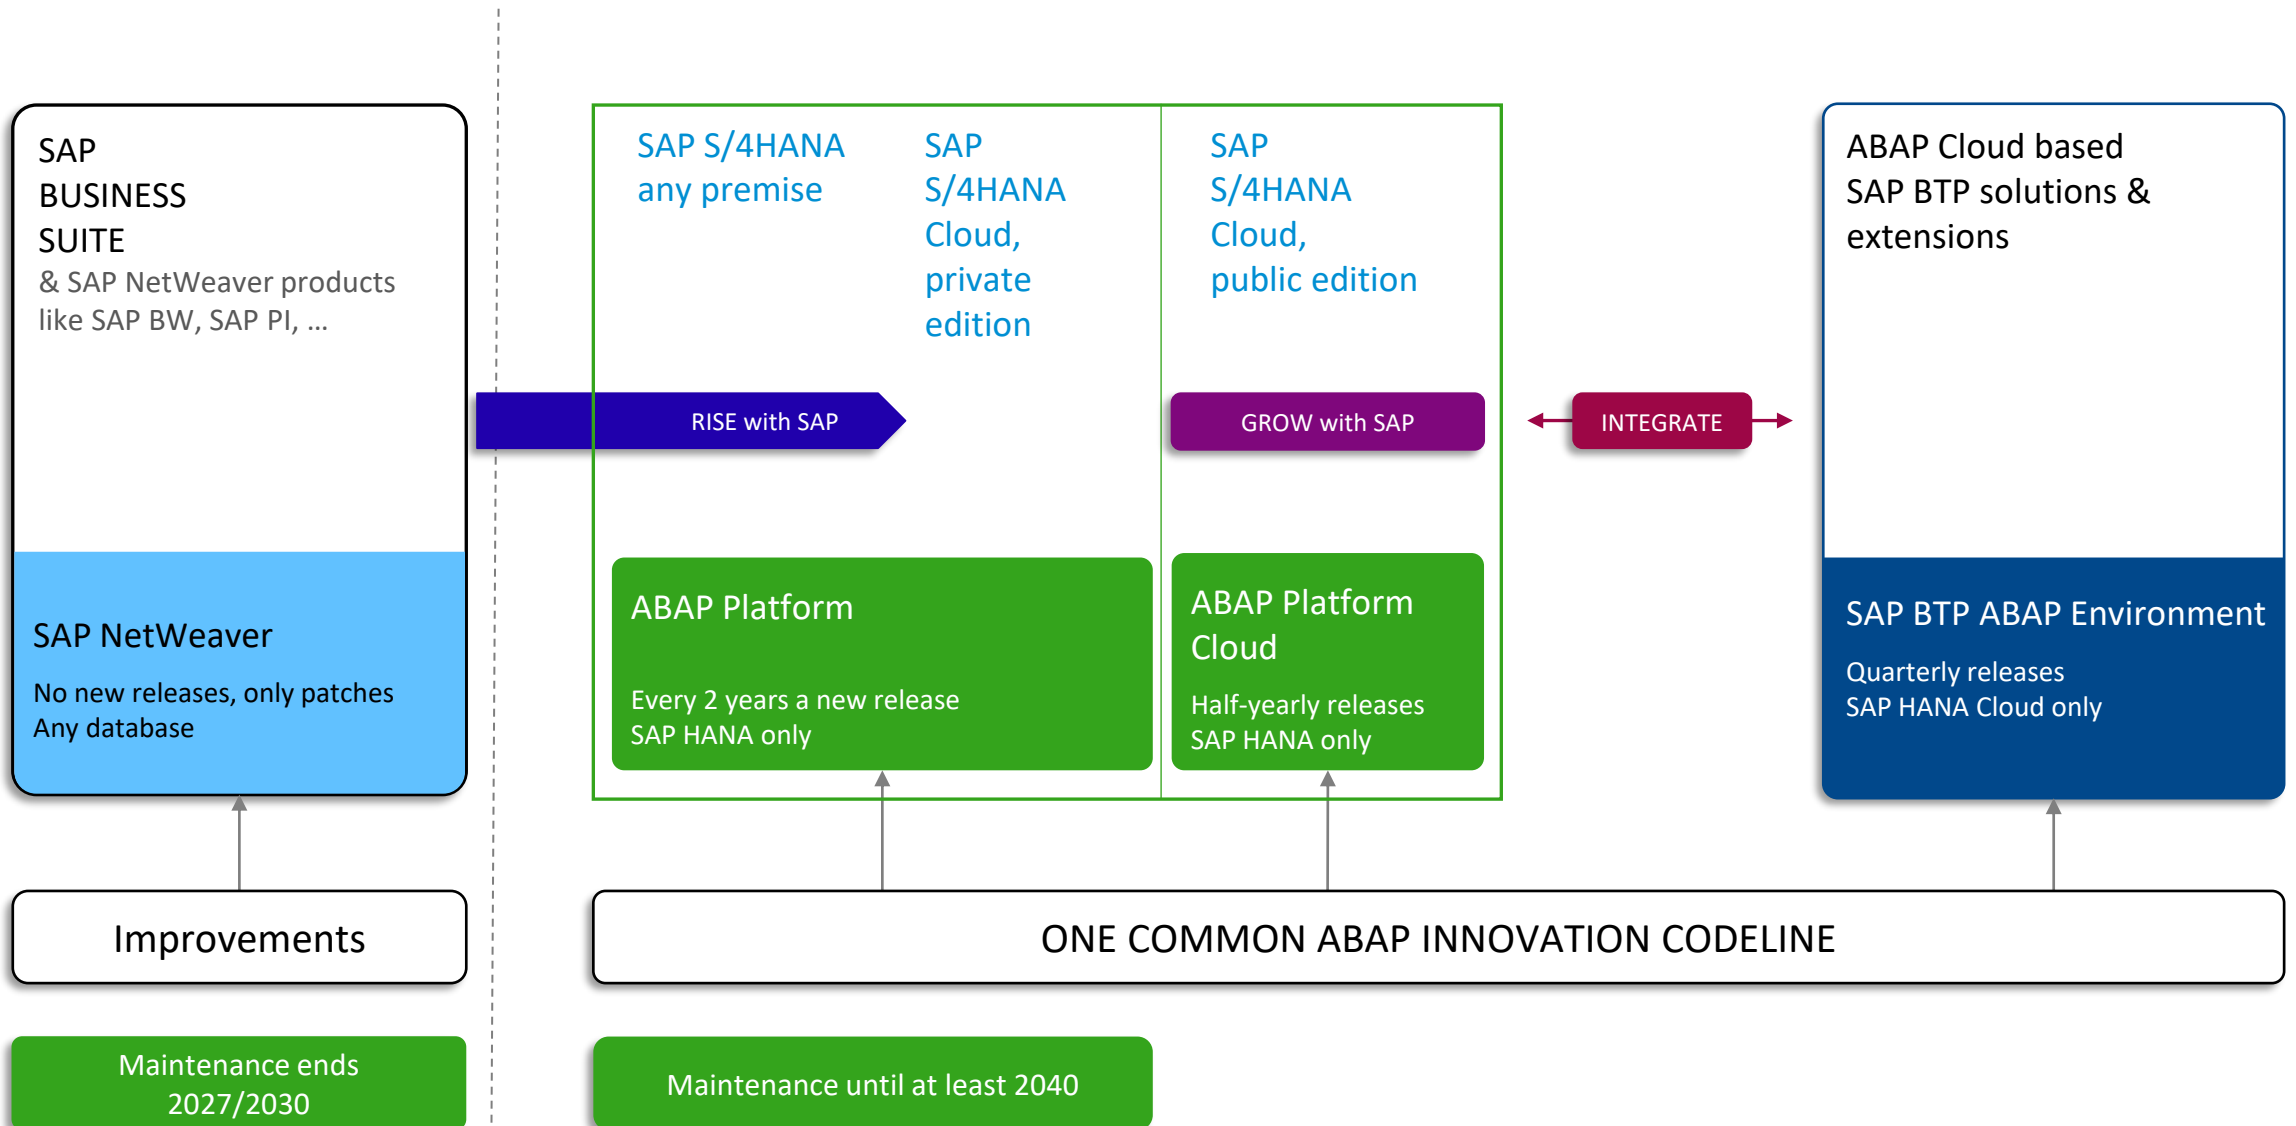 SAP
BUSINESS
SUITE
& SAP NetWeaver products
like SAP BW, SAP PI, ...
SAP NetWeaver
No new releases, only patches
Any database
Improvements
Maintenance ends
2027/2030
SAP S/4HANA
any premise
SAP
S/4HANA
Cloud,
private
edition
SAP
S/4HANA
Cloud,
public edition
RISE with SAP
GROW with SAP
INTEGRATE
ABAP Platform
Every 2 years a new release
SAP HANA only
ABAP Platform
Cloud
Half-yearly releases
SAP HANA only
ABAP Cloud based
SAP BTP solutions &
extensions
SAP BTP ABAP Environment
Quarterly releases
SAP HANA Cloud only
ONE COMMON ABAP INNOVATION CODELINE
Maintenance until at least 2040